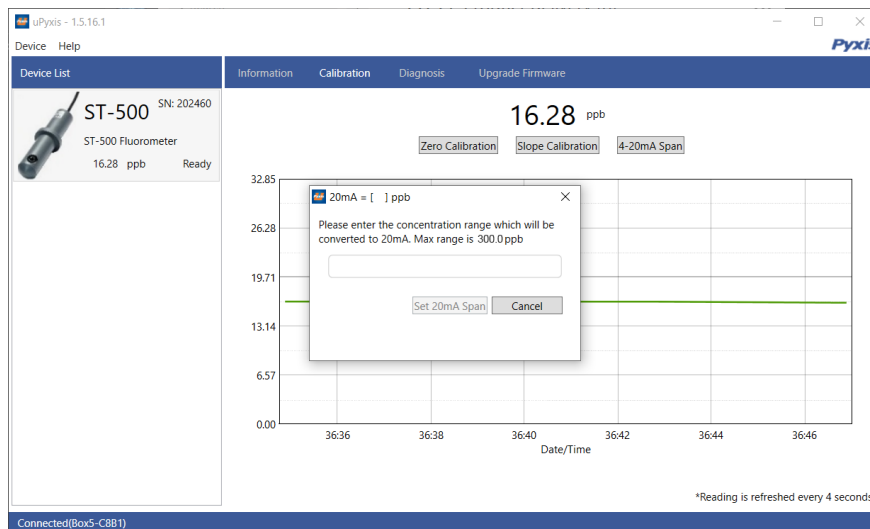 uPyxis - 1.5.16.1
Device Help
Pyxis
Device List
Information Calibration Diagnosis Upgrade Firmware
ST-500 SN: 202460
ST-500 Fluorometer
16.28 ppb Ready
16.28 ppb
Zero Calibration Slope Calibration 4-20mA Span
32.85
26.28
19.71
13.14
6.57
0.00
20mA = [ ] ppb
Please enter the concentration range which will be
converted to 20mA. Max range is 300.0 ppb
Set 20mA Span Cancel
36:36 36:38 36:40 36:42 36:44 36:46
Date/Time
*Reading is refreshed every 4 seconds
Connected(Box5-C8B1)